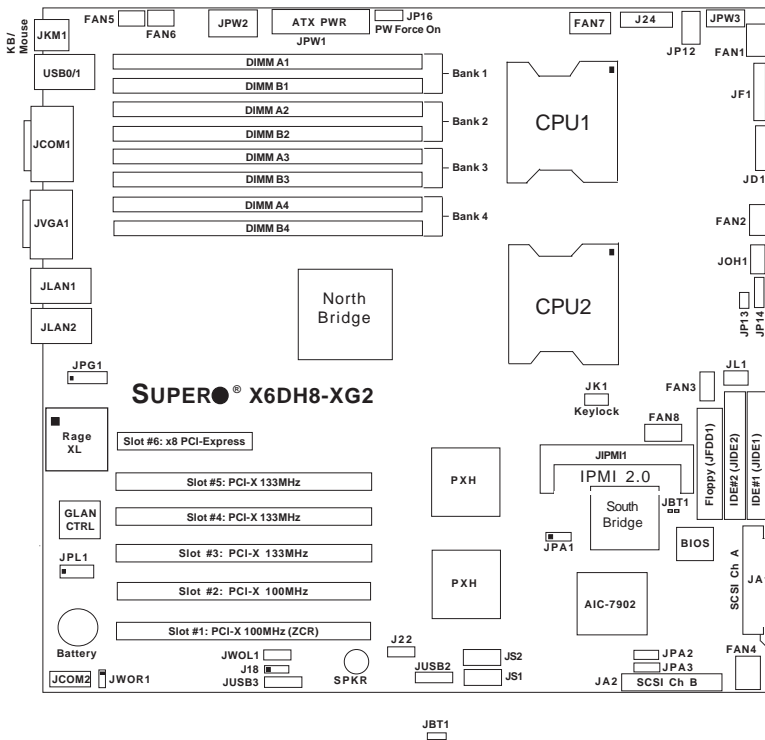 FAN5
FAN6
JPW2
ATX PWR
JPW1
JP16
PW Force On
FAN7
J24
JP12
JPW3
FAN1
KB/
Mouse
JKM1
USB0/1
JCOM1
JVGA1
JLAN1
JLAN2
DIMM A1
DIMM B1
Bank 1
DIMM A2
DIMM B2
Bank 2
DIMM A3
DIMM B3
Bank 3
DIMM A4
DIMM B4
Bank 4
CPU1
CPU2
North
Bridge
JF1
JD1
FAN2
JOH1
JP13
JP14
JPG1
SUPER® X6DH8-XG2
JK1
Keylock
FAN3
JL1
FAN8
Rage
XL
Slot #6: x8 PCI-Express
Slot #5: PCI-X 133MHz
GLAN
CTRL
Slot #4: PCI-X 133MHz
JPL1
Slot #3: PCI-X 133MHz
Slot #2: PCI-X 100MHz
Slot #1: PCI-X 100MHz (ZCR)
PXH
PXH
JIPMI1
IPMI 2.0
South
Bridge
JBT1
JPA1
BIOS
AIC-7902
Floppy (JFDD1)
IDE#2 (JIDE2)
IDE#1 (JIDE1)
SCSI Ch A
JA1
Battery
JCOM2
JWOR1
JWOL1
J18
JUSB3
SPKR
J22
JUSB2
JS2
JS1
JPA2
JPA3
JA2
SCSI Ch B
FAN4
JBT1